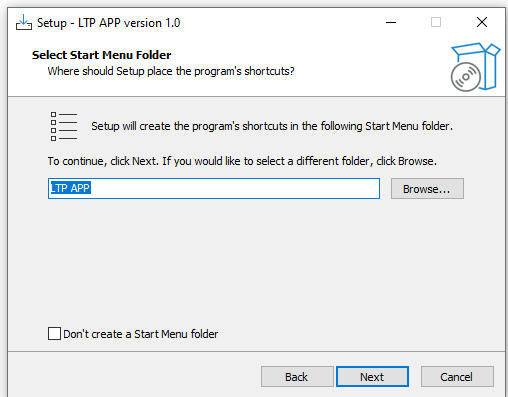 Setup - LTP APP version 1.0
Select Start Menu Folder
Where should Setup place the program's shortcuts?
Setup will create the program's shortcuts in the following Start Menu folder.
To continue, click Next. If you would like to select a different folder, click Browse.
LTP APP
Browse...
Don't create a Start Menu folder
Back
Next
Cancel